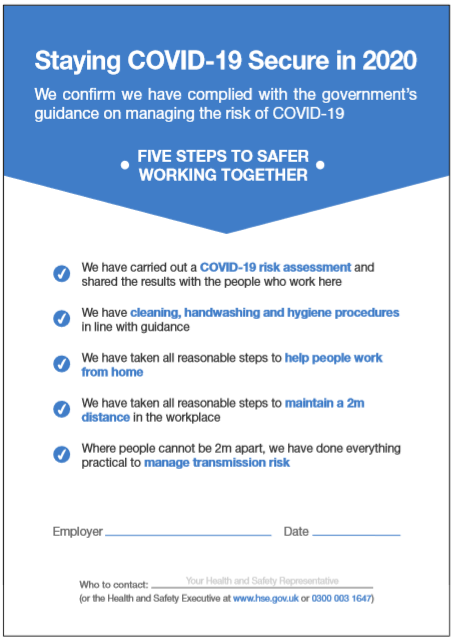 Staying COVID-19 Secure in 2020
We confirm we have complied with the government's
guidance on managing the risk of COVID-19
FIVE STEPS TO SAFER
WORKING TOGETHER
We have carried out a COVID-19 risk assessment and
shared the results with the people who work here
We have cleaning, handwashing and hygiene procedures
in line with guidance
We have taken all reasonable steps to help people work
from home
We have taken all reasonable steps to maintain a 2m
distance in the workplace
Where people cannot be 2m apart, we have done everything
practical to manage transmission risk
Employer Date
Who to contact: Your Health and Safety Representative
(or the Health and Safety Executive at www.hse.gov.uk or 0300 003 1647)